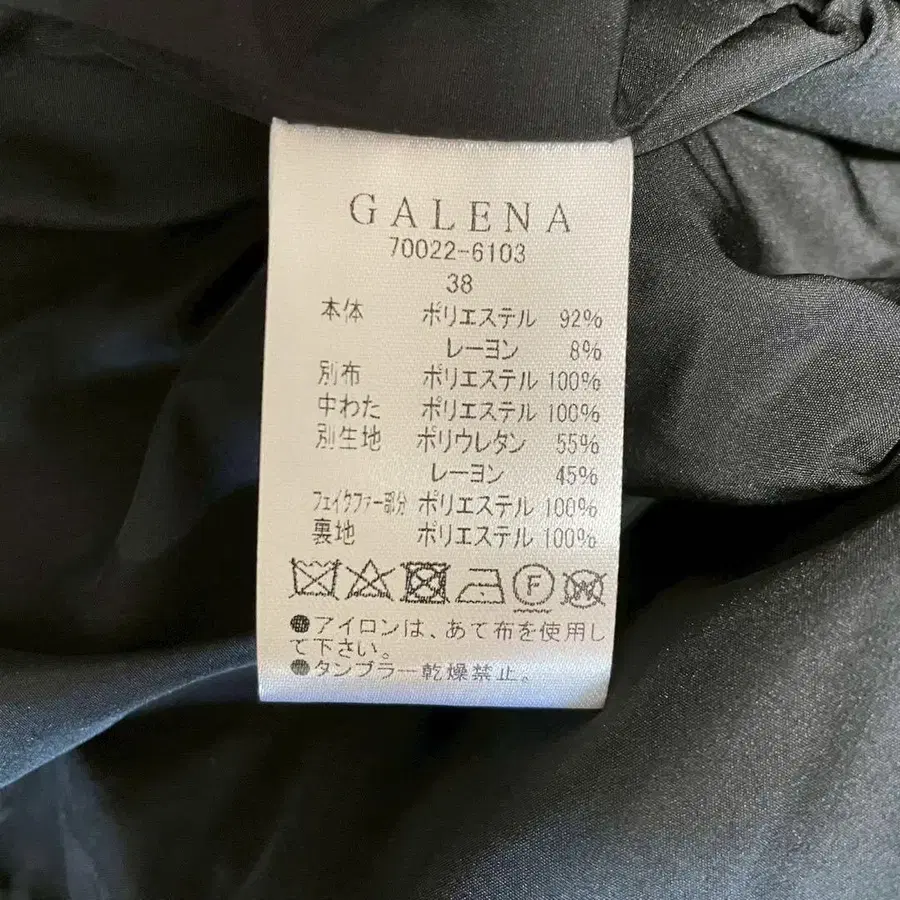 GALENA
70022-6103
38
本体 ポリエステル 92%
レーヨン 8%
別布 ポリエステル 100%
中わた ポリエステル 100%
別生地 ポリウレタン 55%
レーヨン 45%
フェイクファー部分 ポリエステル 100%
裏地 ポリエステル 100%
F W
●アイロンは、あて布を使用し
て下さい。
●タンブラー乾燥禁止。